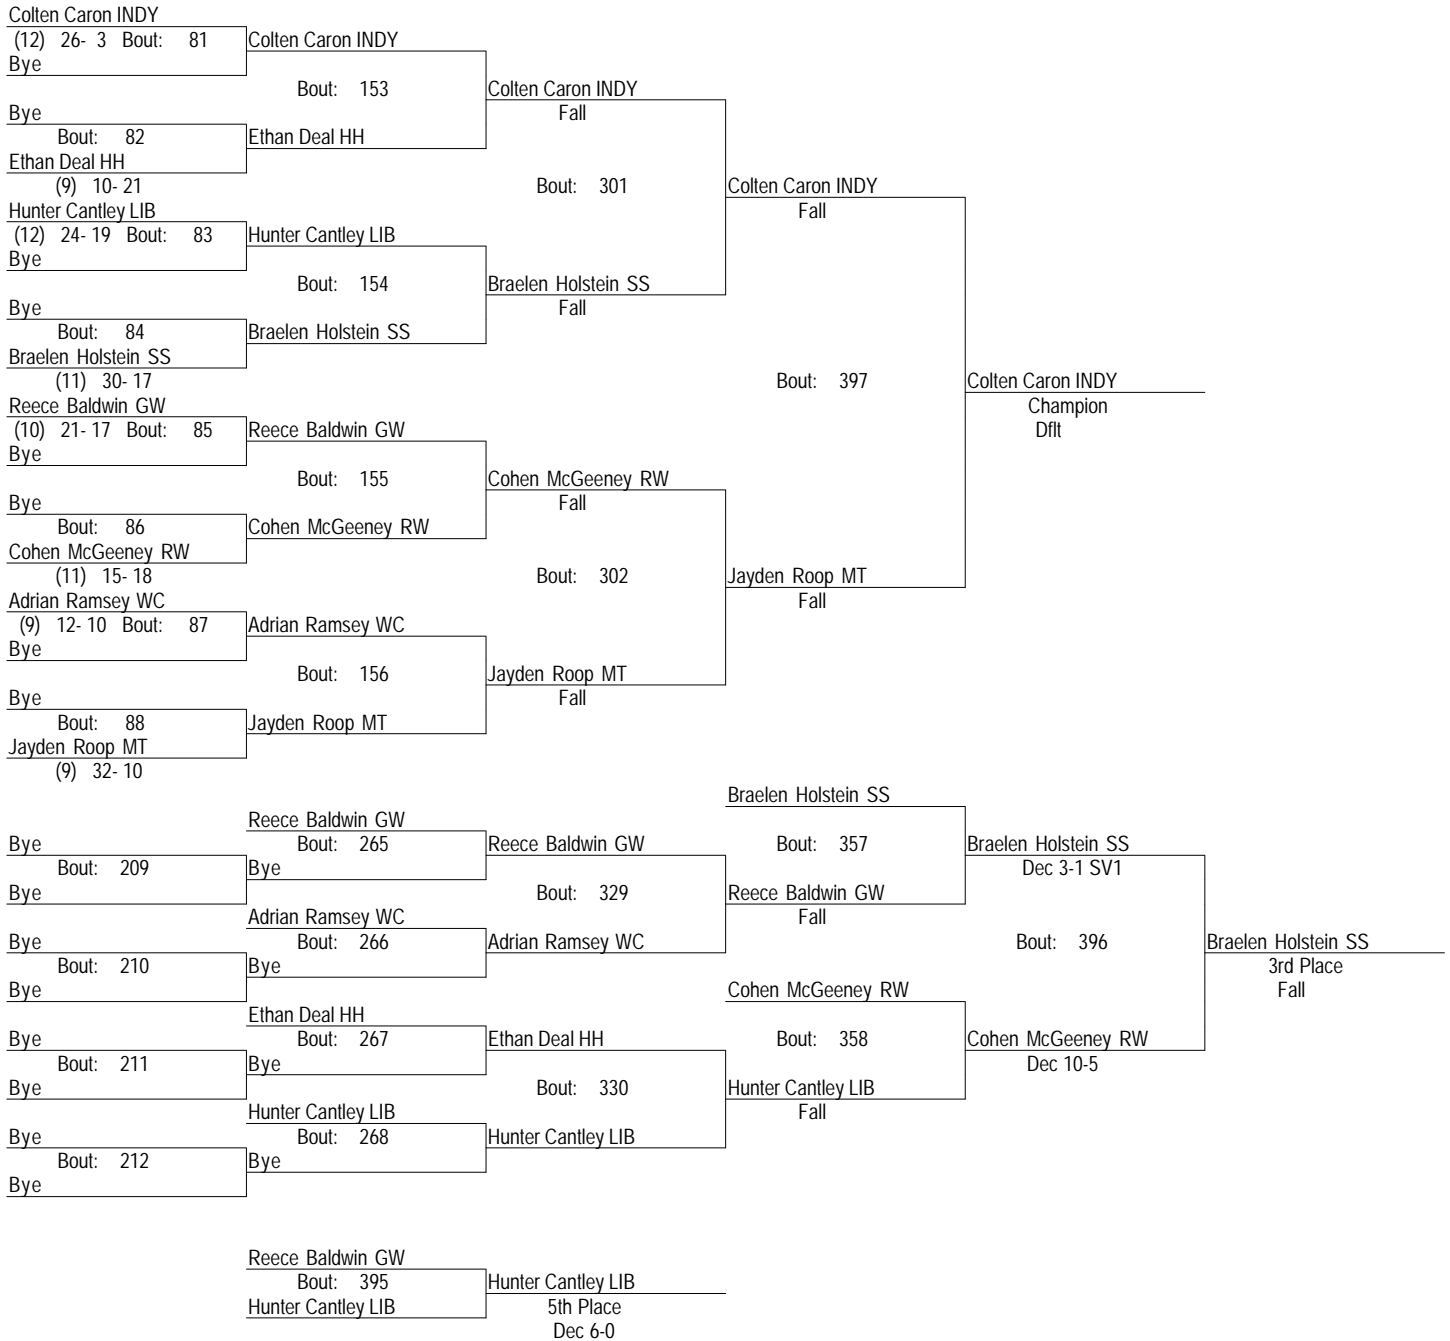 Colten Caron INDY
(12) 26- 3 Bout: 81
Bye
Bye
Bout: 82
Ethan Deal HH
(9) 10- 21
Hunter Cantley LIB
(12) 24- 19 Bout: 83
Bye
Bye
Bout: 84
Braelen Holstein SS
(11) 30- 17
Reece Baldwin GW
(10) 21- 17 Bout: 85
Bye
Bye
Bout: 86
Cohen McGeeney RW
(11) 15- 18
Adrian Ramsey WC
(9) 12- 10 Bout: 87
Bye
Bye
Bout: 88
Jayden Roop MT
(9) 32- 10
Colten Caron INDY
Bout: 153
Ethan Deal HH
Hunter Cantley LIB
Bout: 154
Braelen Holstein SS
Reece Baldwin GW
Bout: 155
Cohen McGeeney RW
Adrian Ramsey WC
Bout: 156
Jayden Roop MT
Colten Caron INDY
Fall
Bout: 301
Braelen Holstein SS
Fall
Cohen McGeeney RW
Fall
Bout: 302
Jayden Roop MT
Fall
Colten Caron INDY
Fall
Bout: 397
Jayden Roop MT
Fall
Colten Caron INDY
Champion
Dflt
Bye
Bout: 209
Bye
Bye
Bout: 210
Bye
Bye
Bout: 211
Bye
Bye
Bout: 212
Bye
Reece Baldwin GW
Bout: 265
Bye
Adrian Ramsey WC
Bout: 266
Bye
Ethan Deal HH
Bout: 267
Bye
Hunter Cantley LIB
Bout: 268
Bye
Reece Baldwin GW
Bout: 329
Adrian Ramsey WC
Ethan Deal HH
Bout: 330
Hunter Cantley LIB
Braelen Holstein SS
Bout: 357
Reece Baldwin GW
Fall
Cohen McGeeney RW
Bout: 358
Hunter Cantley LIB
Fall
Braelen Holstein SS
Dec 3-1 SV1
Bout: 396
Cohen McGeeney RW
Dec 10-5
Braelen Holstein SS
3rd Place
Fall
Reece Baldwin GW
Bout: 395
Hunter Cantley LIB
Hunter Cantley LIB
5th Place
Dec 6-0